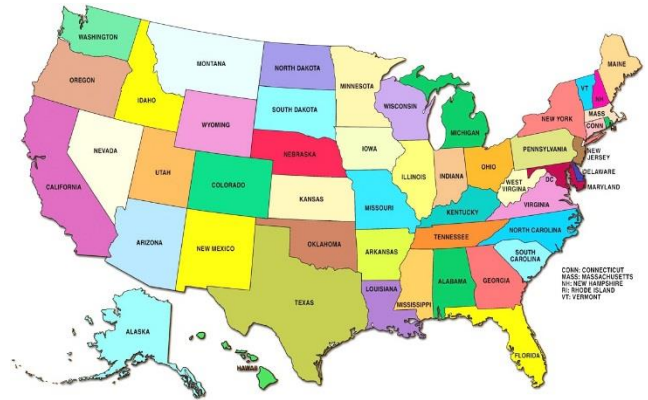 WASHINGTON
OREGON
CALIFORNIA
IDAHO
NEVADA
MONTANA
WYOMING
UTAH
ARIZONA
COLORADO
NEW MEXICO
NORTH DAKOTA
SOUTH DAKOTA
NEBRASKA
KANSAS
OKLAHOMA
TEXAS
MINNESOTA
IOWA
MISSOURI
ARKANSAS
LOUISIANA
WISCONSIN
ILLINOIS
MICHIGAN
INDIANA
OHIO
KENTUCKY
TENNESSEE
MISSISSIPPI
ALABAMA
GEORGIA
FLORIDA
SOUTH
CAROLINA
NORTH CAROLINA
VIRGINIA
WEST
VIRGINIA
DC
PENNSYLVANIA
NEW YORK
VT
NH
MAINE
MASS
CONN
RI
NEW
JERSEY
DELAWARE
MARYLAND
ALASKA
HAWAII
CONN: CONNECTICUT
MASS: MASSACHUSETTS
NH: NEW HAMPSHIRE
RI: RHODE ISLAND
VT: VERMONT